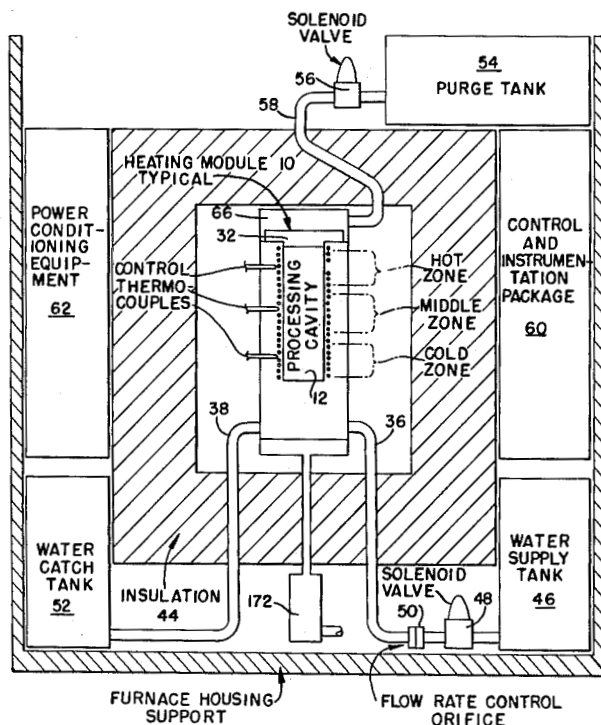 SOLENOID
VALVE
56
54
PURGE TANK
58
HEATING MODULE 10
TYPICAL
66
32
POWER
CONDIT-
IONING
EQUIP-
MENT
62
CONTROL
THERMO
COUPLES
PROCESSING
CAVITY
12
HOT
ZONE
MIDDLE
ZONE
COLD
ZONE
CONTROL
AND
INSTRUMEN-
TATION
PACKAGE
60
38
36
WATER
CATCH
TANK
52
INSULATION
44
172
SOLENOID
VALVE
50
48
WATER
SUPPLY
TANK
46
FURNACE HOUSING
SUPPORT
FLOW RATE CONTROL
ORIFICE